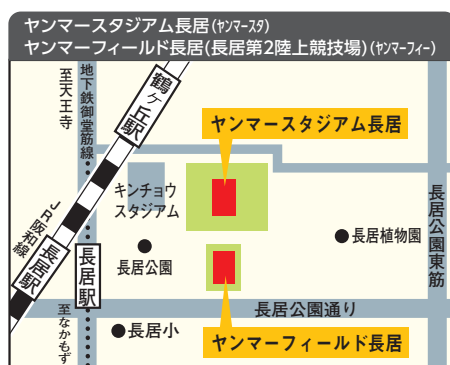 ヤンマースタジアム長居(ヤンマースタ)
ヤンマーフィールド長居(長居第2陸上競技場)(ヤンマーフィー)
至天王寺
地下鉄御堂筋線
鶴ヶ丘駅
ヤンマースタジアム長居
キンチョウ
スタジアム
長居植物園
長居公園東筋
JR阪和線
長居駅
長居駅
長居公園
長居公園通り
至なかもず
長居小
ヤンマーフィールド長居